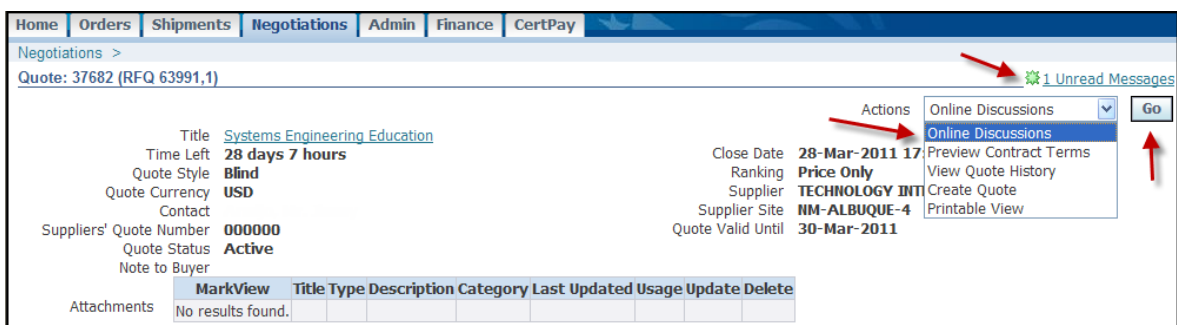 Home Orders Shipments Negotiations Admin Finance CertPay
Negotiations >
Quote: 37682 (RFQ 63991,1)
1 Unread Messages
Actions Online Discussions Go
Online Discussions
Preview Contract Terms
View Quote History
Create Quote
Printable View
Title Systems Engineering Education
Time Left 28 days 7 hours
Quote Style Blind
Quote Currency USD
Contact
Suppliers' Quote Number 000000
Quote Status Active
Note to Buyer
Close Date 28-Mar-2011 17:
Ranking Price Only
Supplier TECHNOLOGY
Supplier Site NM-ALBUQUE-4
Quote Valid Until 30-Mar-2011
Attachments
MarkView Title Type Description Category Last Updated Usage Update Delete
No results found.